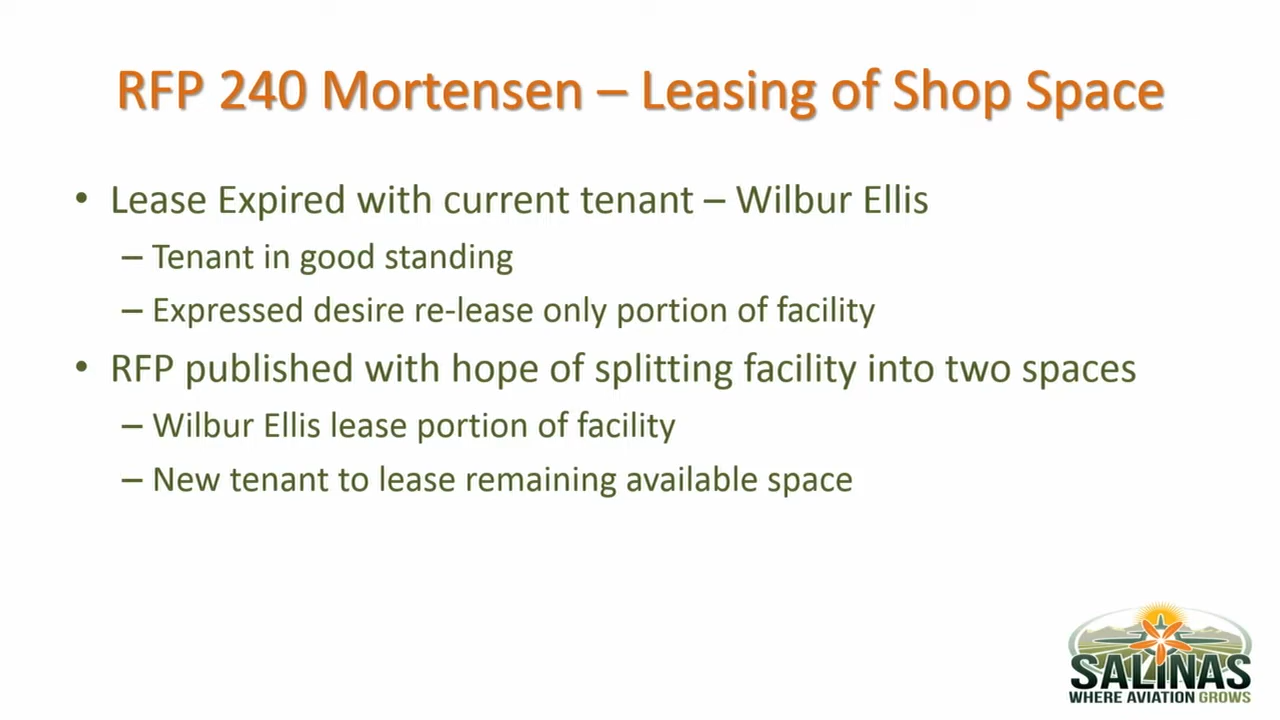 RFP 240 Mortensen – Leasing of Shop Space
• Lease Expired with current tenant – Wilbur Ellis
– Tenant in good standing
– Expressed desire re-lease only portion of facility
• RFP published with hope of splitting facility into two spaces
– Wilbur Ellis lease portion of facility
– New tenant to lease remaining available space
SALINAS
WHERE AVIATION GROWS